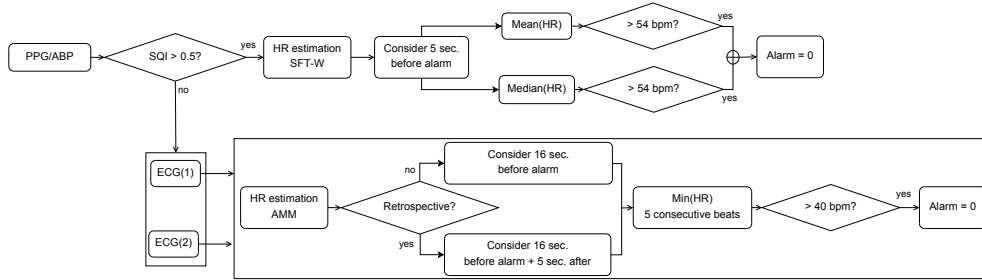 PPG/ABP
SQI > 0.5?
yes
no
HR estimation
SFT-W
Consider 5 sec.
before alarm
Mean(HR)
> 54 bpm?
yes
Median(HR)
> 54 bpm?
yes
Alarm = 0
ECG(1)
ECG(2)
HR estimation
AMM
Retrospective?
no
Consider 16 sec.
before alarm
yes
Consider 16 sec.
before alarm + 5 sec. after
Min(HR)
5 consecutive beats
> 40 bpm?
yes
Alarm = 0